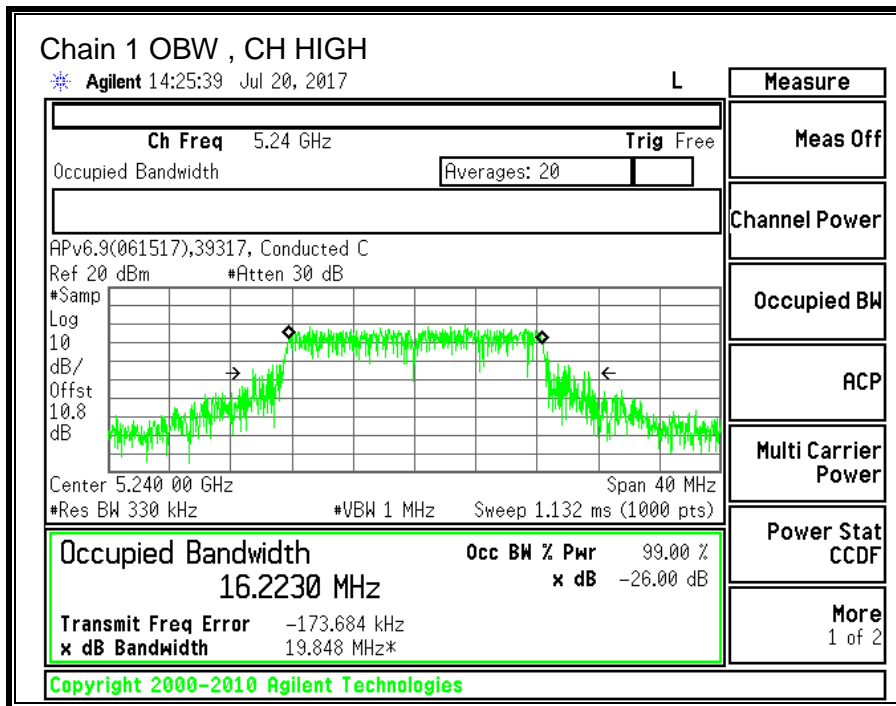 Chain 1 OBW , CH HIGH
Agilent 14:25:39 Jul 20, 2017 L
Measure
Ch Freq 5.24 GHz Trig Free
Occupied Bandwidth Averages: 20
APv6.9(061517),39317, Conducted C
Ref 20 dBm #Atten 30 dB
#Samp
Log
10
dB/
Offst
10.8
dB
Center 5.240 00 GHz Span 40 MHz
#Res BW 330 kHz #VBW 1 MHz Sweep 1.132 ms (1000 pts)
Occupied Bandwidth
16.2230 MHz
Occ BW % Pwr 99.00 %
x dB -26.00 dB
Transmit Freq Error -173.684 kHz
x dB Bandwidth 19.848 MHz*
Copyright 2000-2010 Agilent Technologies
Meas Off
Channel Power
Occupied BW
ACP
Multi Carrier
Power
Power Stat
CCDF
More
1 of 2